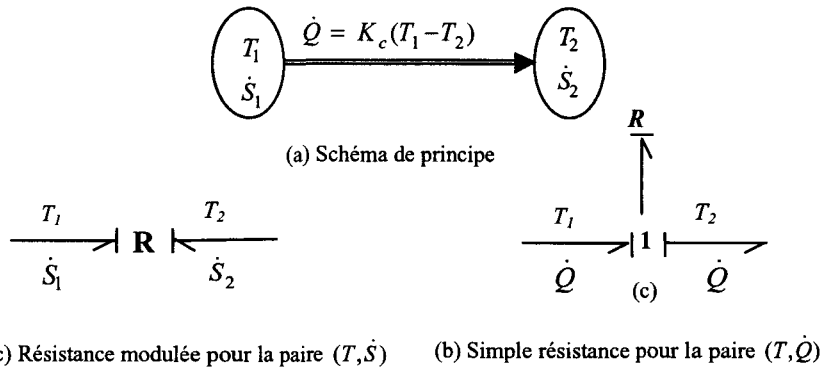 T₁ Q̇ = K_c(T₁−T₂) T₂
Ṡ₁ Ṡ₂
(a) Schéma de principe
R
T₁ R T₂
Ṡ₁ Ṡ₂
T₁ 1 T₂
Q̇ (c) Q̇
c) Résistance modulée pour la paire (T,Ṡ)
(b) Simple résistance pour la paire (T,Q̇)